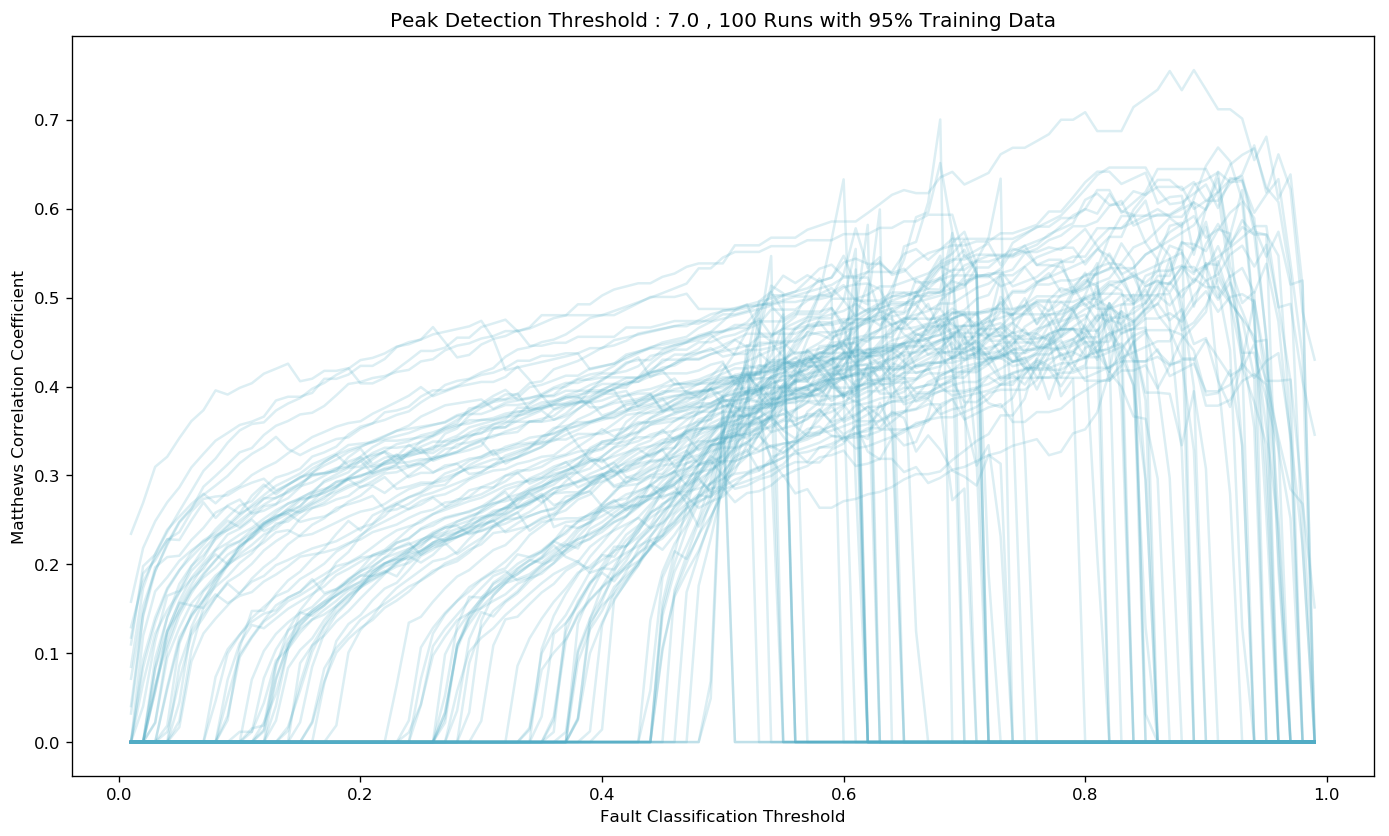 Peak Detection Threshold : 7.0 , 100 Runs with 95% Training Data
Matthews Correlation Coefficient
0.7
0.6
0.5
0.4
0.3
0.2
0.1
0.0
0.0 0.2 0.4 0.6 0.8 1.0
Fault Classification Threshold